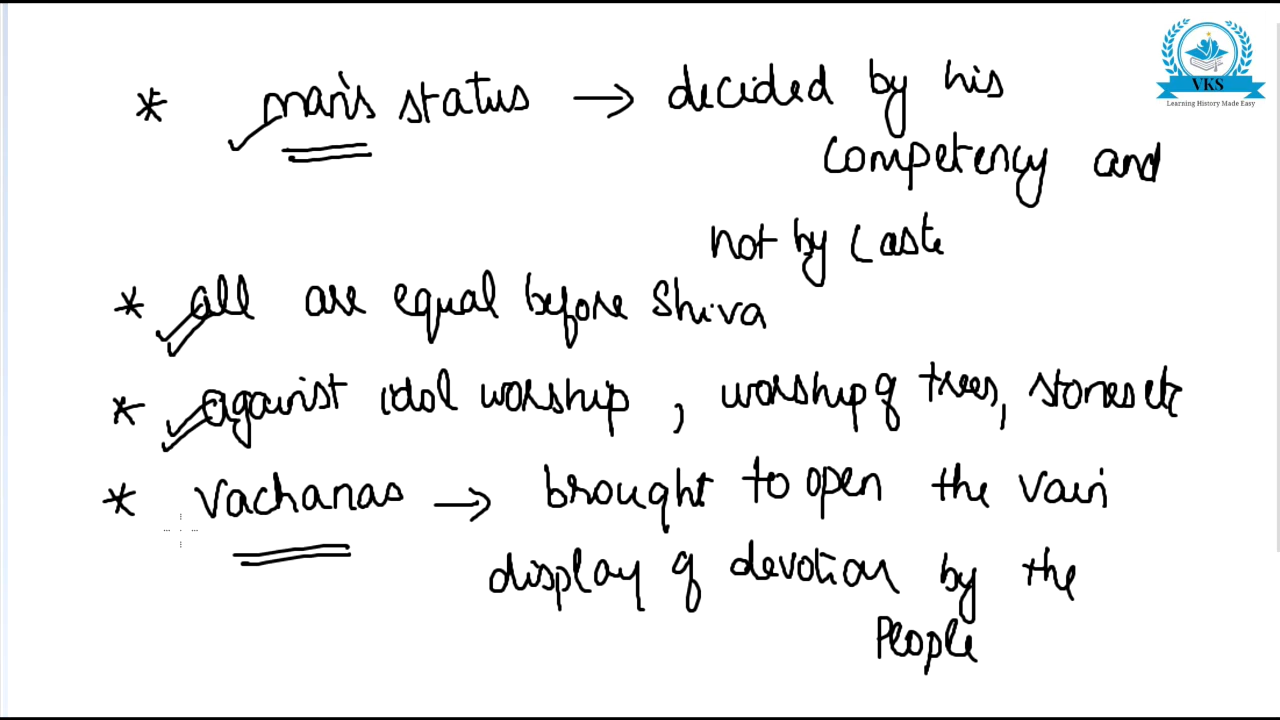 VKS
Learning History Made Easy
* man's status → decided by his
competency and
not by caste
* all are equal before Shiva
* against idol worship, worship of trees, stones etc
* Vachanas → brought to open the vain
display of devotion by the
People